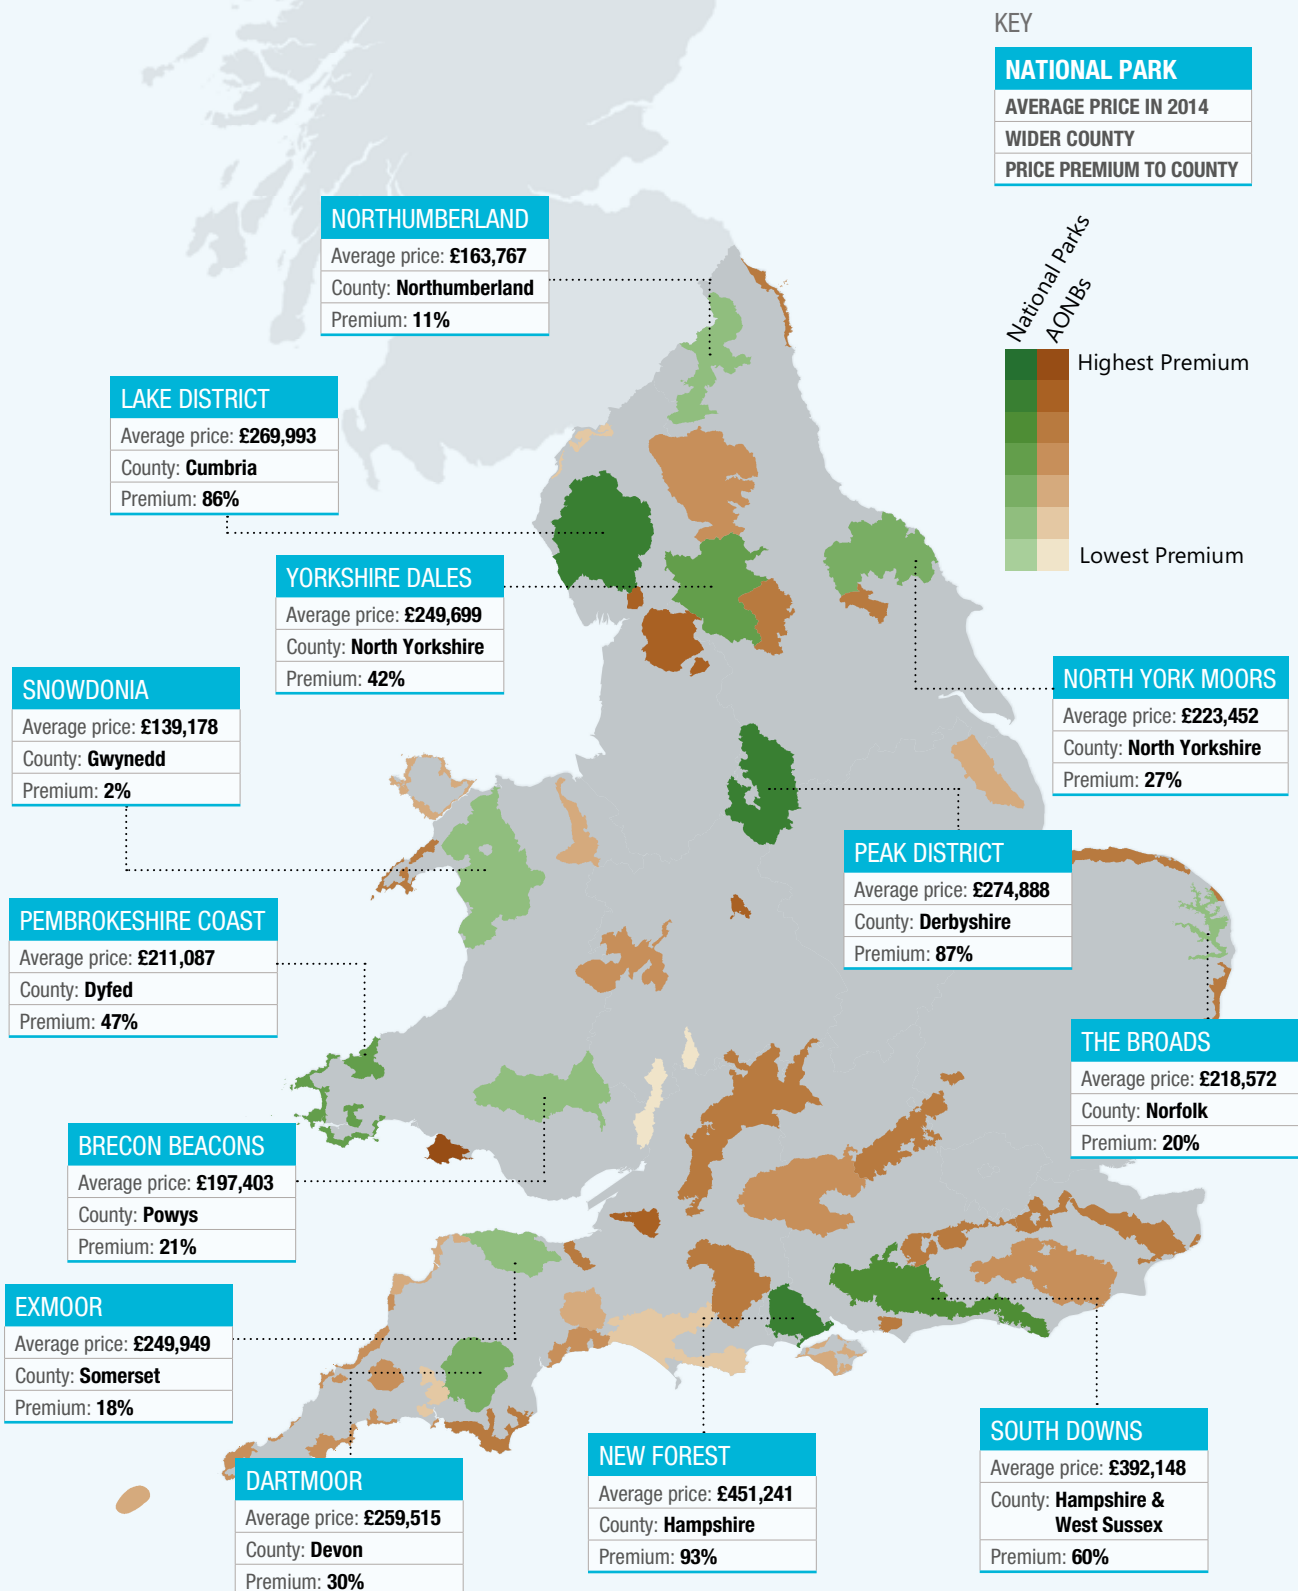 KEY
NATIONAL PARK
AVERAGE PRICE IN 2014
WIDER COUNTY
PRICE PREMIUM TO COUNTY
National Parks
AONBs
Highest Premium
Lowest Premium
NORTHUMBERLAND
Average price: £163,767
County: Northumberland
Premium: 11%
LAKE DISTRICT
Average price: £269,993
County: Cumbria
Premium: 86%
YORKSHIRE DALES
Average price: £249,699
County: North Yorkshire
Premium: 42%
SNOWDONIA
Average price: £139,178
County: Gwynedd
Premium: 2%
NORTH YORK MOORS
Average price: £223,452
County: North Yorkshire
Premium: 27%
PEAK DISTRICT
Average price: £274,888
County: Derbyshire
Premium: 87%
PEMBROKESHIRE COAST
Average price: £211,087
County: Dyfed
Premium: 47%
THE BROADS
Average price: £218,572
County: Norfolk
Premium: 20%
BRECON BEACONS
Average price: £197,403
County: Powys
Premium: 21%
EXMOOR
Average price: £249,949
County: Somerset
Premium: 18%
DARTMOOR
Average price: £259,515
County: Devon
Premium: 30%
NEW FOREST
Average price: £451,241
County: Hampshire
Premium: 93%
SOUTH DOWNS
Average price: £392,148
County: Hampshire &
West Sussex
Premium: 60%